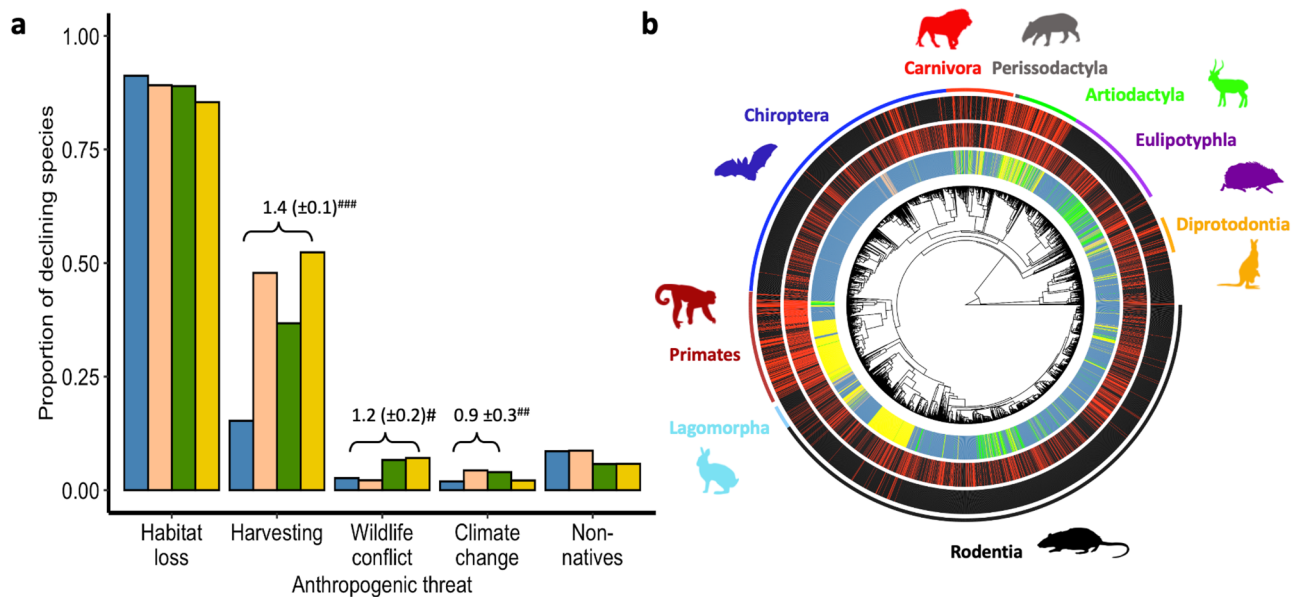 a
Proportion of declining species
1.00
0.75
0.50
0.25
0.00
1.4 (±0.1)###
1.2 (±0.2)#
0.9 ±0.3##
Habitat
loss
Harvesting
Wildlife
conflict
Climate
change
Non-
natives
Anthropogenic threat
b
Carnivora
Perissodactyla
Artiodactyla
Chiroptera
Eulipotyphla
Diprotodontia
Primates
Lagomorpha
Rodentia